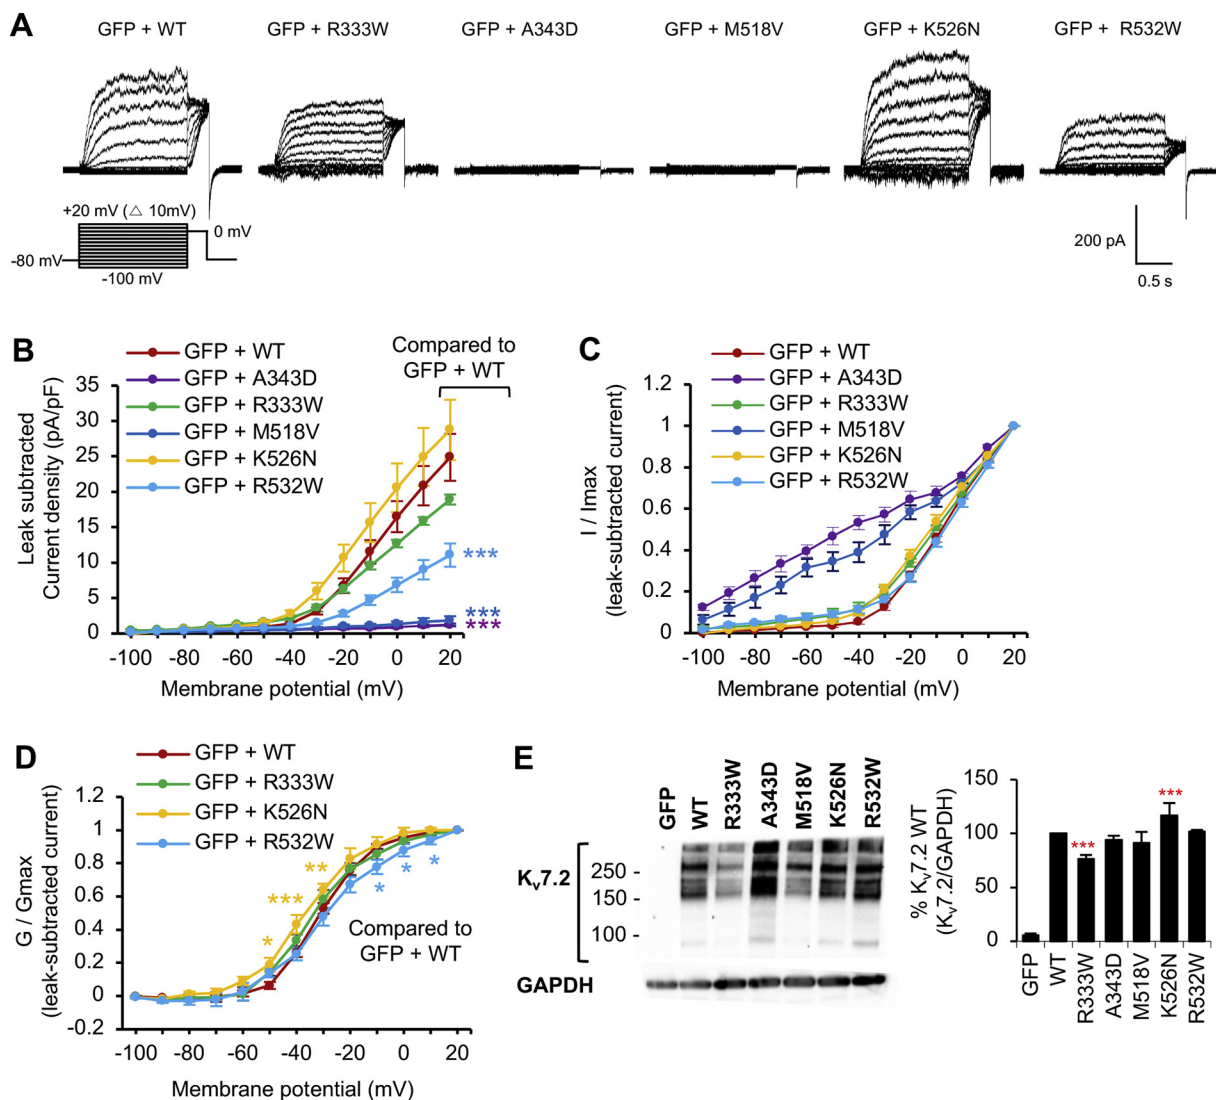 A
GFP + WT
GFP + R333W
GFP + A343D
GFP + M518V
GFP + K526N
GFP + R532W
+20 mV (△ 10mV)
0 mV
-80 mV
-100 mV
200 pA
0.5 s
B
GFP + WT
GFP + A343D
GFP + R333W
GFP + M518V
GFP + K526N
GFP + R532W
Compared to
GFP + WT
Leak subtracted
Current density (pA/pF)
35
30
25
20
15
10
5
0
***
***
***
-100 -80 -60 -40 -20 0 20
Membrane potential (mV)
C
GFP + WT
GFP + A343D
GFP + R333W
GFP + M518V
GFP + K526N
GFP + R532W
I / Imax
(leak-subtracted current)
1.2
1
0.8
0.6
0.4
0.2
0
-100 -80 -60 -40 -20 0 20
Membrane potential (mV)
D
GFP + WT
GFP + R333W
GFP + K526N
GFP + R532W
G / Gmax
(leak-subtracted current)
1.2
1
0.8
0.6
0.4
0.2
0
-0.2
* *** **
* * *
Compared to
GFP + WT
-100 -80 -60 -40 -20 0 20
Membrane potential (mV)
E
GFP
WT
R333W
A343D
M518V
K526N
R532W
Kv7.2
250 -
150 -
100 -
GAPDH
% Kv7.2 WT
(Kv7.2/GAPDH)
150
100
50
0
***
***
GFP
WT
R333W
A343D
M518V
K526N
R532W